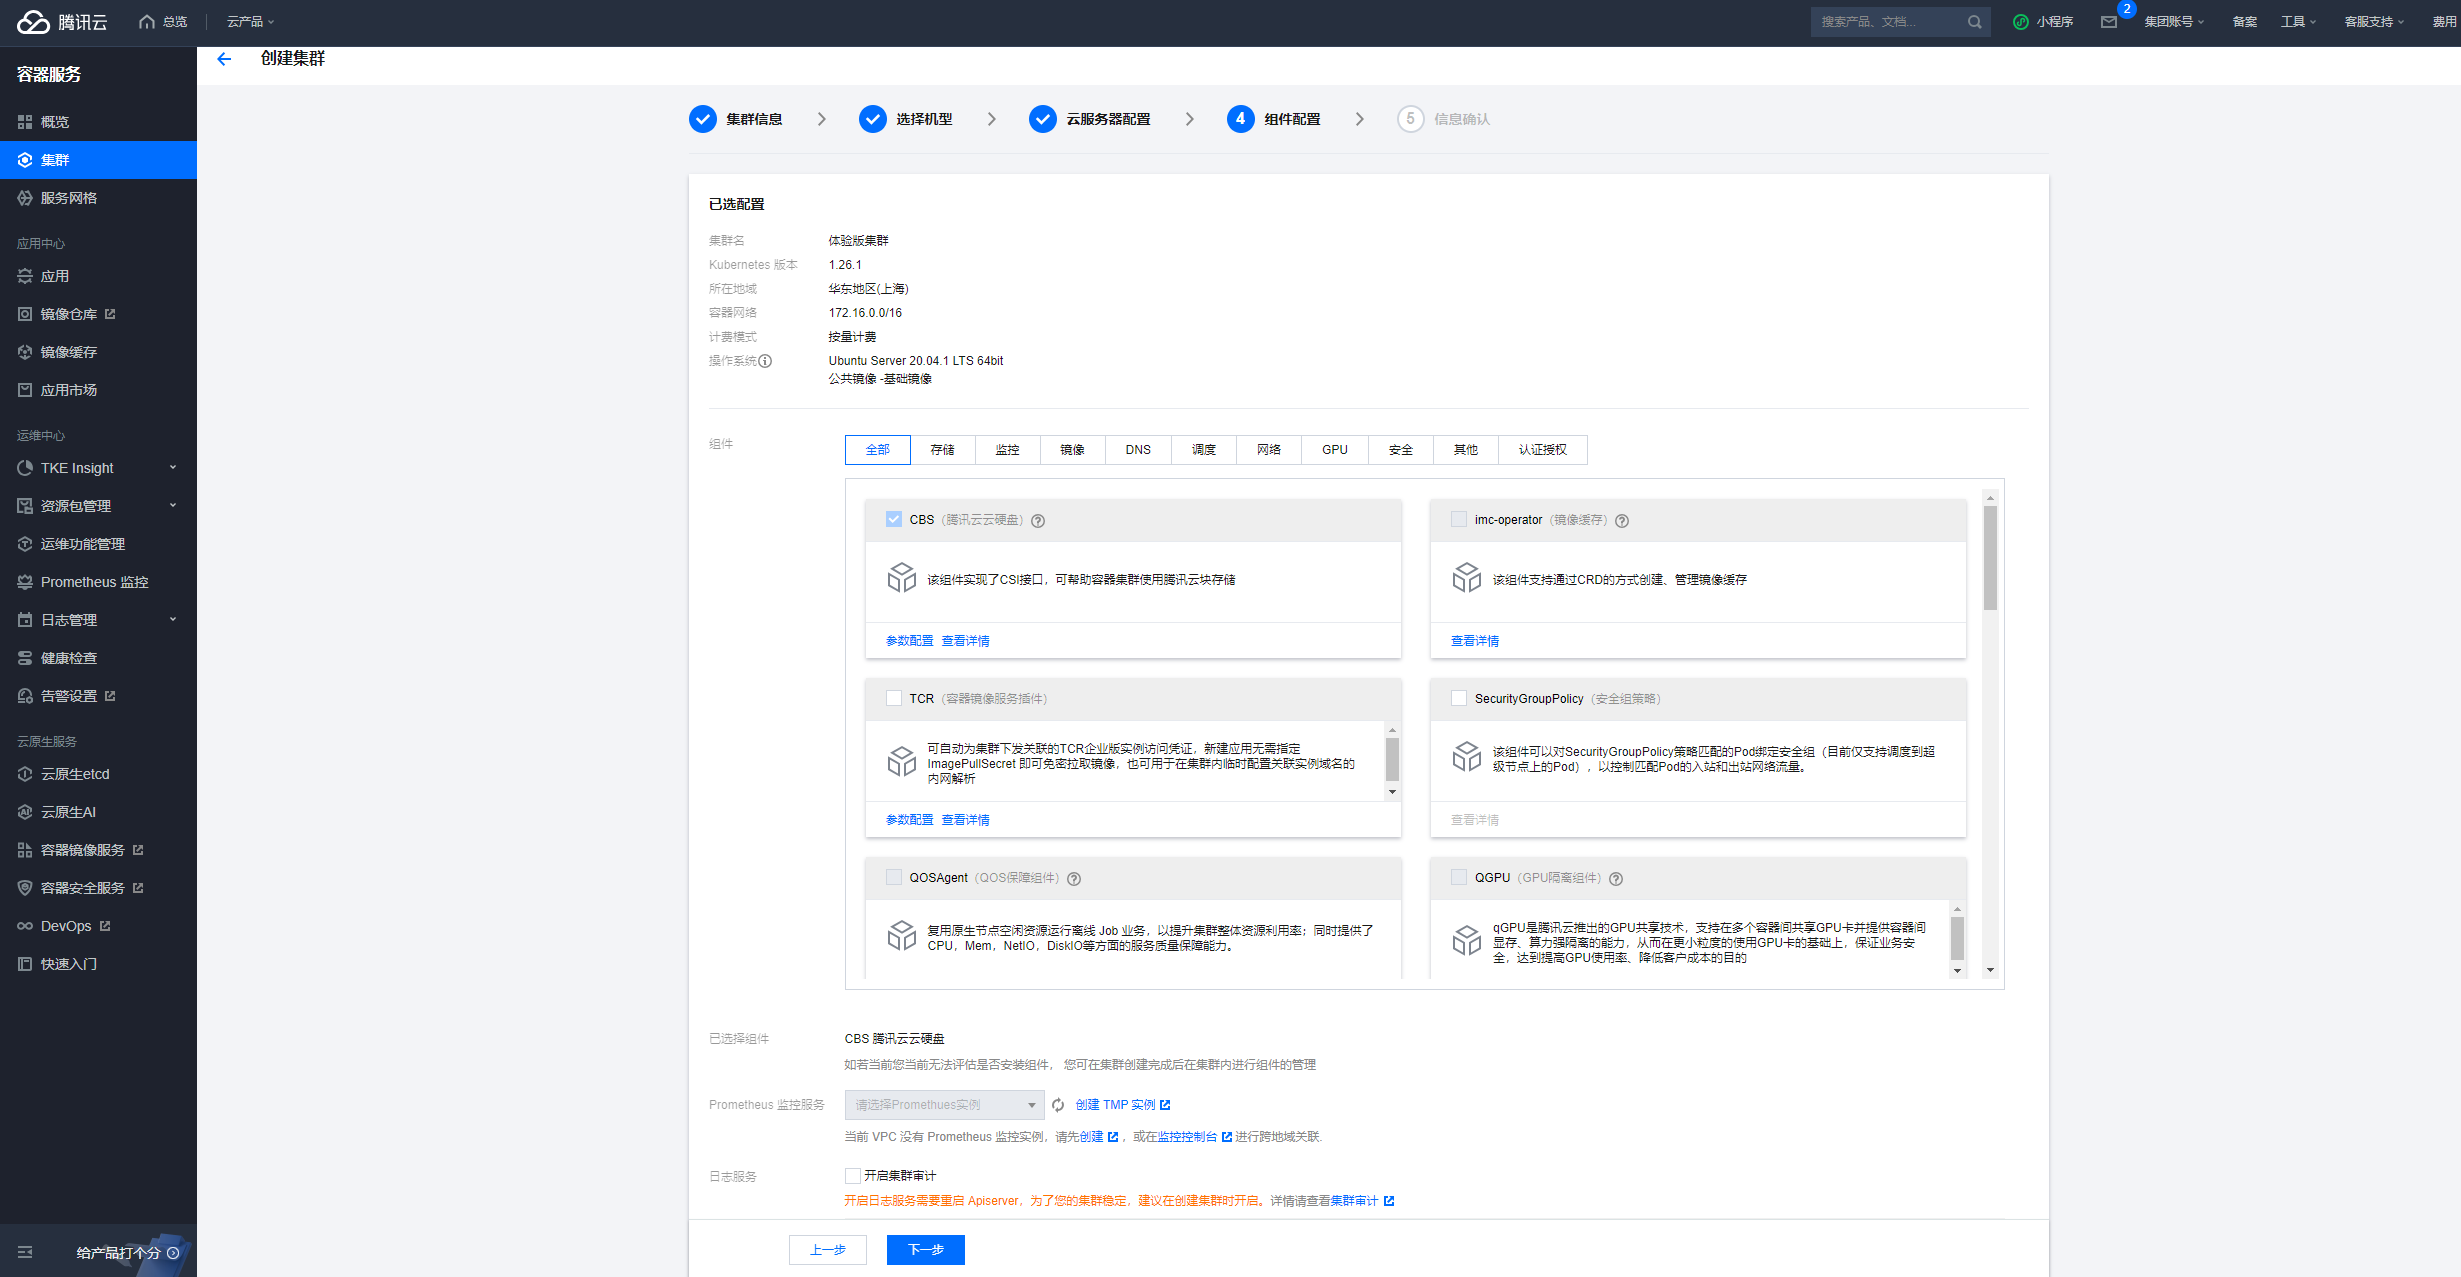 腾讯云 总览 云产品 搜索产品、文档... 小程序 2 集团账号 备案 工具 客服支持 费用
容器服务
概览
集群
服务网格
应用中心
应用
镜像仓库
镜像缓存
应用市场
运维中心
TKE Insight
资源包管理
运维功能管理
Prometheus 监控
日志管理
健康检查
告警设置
云原生服务
云原生etcd
云原生AI
容器镜像服务
容器安全服务
DevOps
快速入门
给产品打个分
创建集群
集群信息 选择机型 云服务器配置 4 组件配置 5 信息确认
已选配置
集群名 体验版集群
Kubernetes 版本 1.26.1
所在地域 华东地区(上海)
容器网络 172.16.0.0/16
计费模式 按量计费
操作系统 Ubuntu Server 20.04.1 LTS 64bit
公共镜像 -基础镜像
组件 全部 存储 监控 镜像 DNS 调度 网络 GPU 安全 其他 认证授权
CBS（腾讯云云硬盘）
该组件实现了CSI接口，可帮助容器集群使用腾讯云块存储
参数配置 查看详情
imc-operator（镜像缓存）
该组件支持通过CRD的方式创建、管理镜像缓存
查看详情
TCR（容器镜像服务插件）
可自动为集群下发关联的TCR企业版实例访问凭证，新建应用无需指定
ImagePullSecret 即可免密拉取镜像，也可用于在集群内临时配置关联实例域名的
内网解析
参数配置 查看详情
SecurityGroupPolicy（安全组策略）
该组件可以对SecurityGroupPolicy策略匹配的Pod绑定安全组（目前仅支持调度到超
级节点上的Pod），以控制匹配Pod的入站和出站网络流量。
查看详情
QOSAgent（QOS保障组件）
复用原生节点空闲资源运行离线 Job 业务，以提升集群整体资源利用率；同时提供了
CPU，Mem，NetIO，DiskIO等方面的服务质量保障能力。
QGPU（GPU隔离组件）
qGPU是腾讯云推出的GPU共享技术，支持在多个容器间共享GPU卡并提供容器间
显存、算力强隔离的能力，从而在更小粒度的使用GPU卡的基础上，保证业务安
全，达到提高GPU使用率、降低客户成本的目的
已选择组件 CBS 腾讯云云硬盘
如若当前您当前无法评估是否安装组件， 您可在集群创建完成后在集群内进行组件的管理
Prometheus 监控服务 请选择Promethues实例 创建 TMP 实例
当前 VPC 没有 Prometheus 监控实例，请先创建 ，或在监控控制台 进行跨地域关联.
日志服务 开启集群审计
开启日志服务需要重启 Apiserver，为了您的集群稳定，建议在创建集群时开启。详情请查看集群审计
上一步 下一步